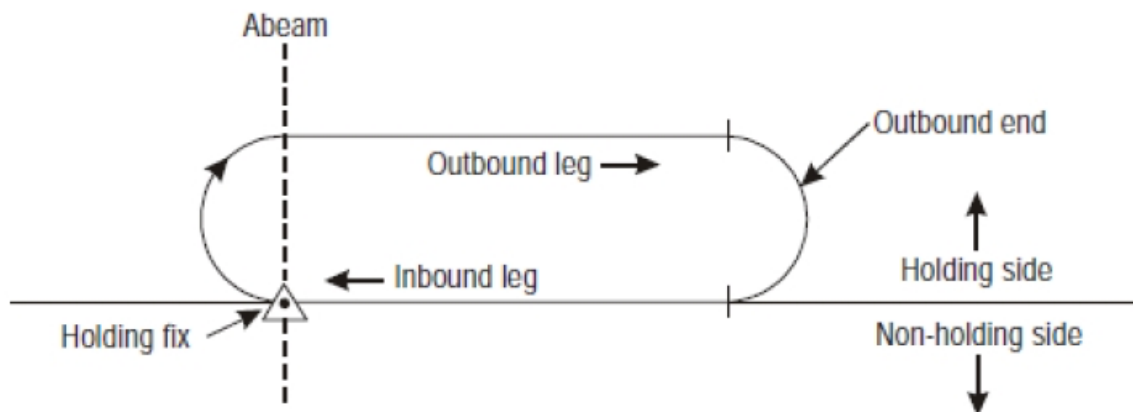 Abeam
Outbound end
Outbound leg
Inbound leg
Holding side
Holding fix
Non-holding side